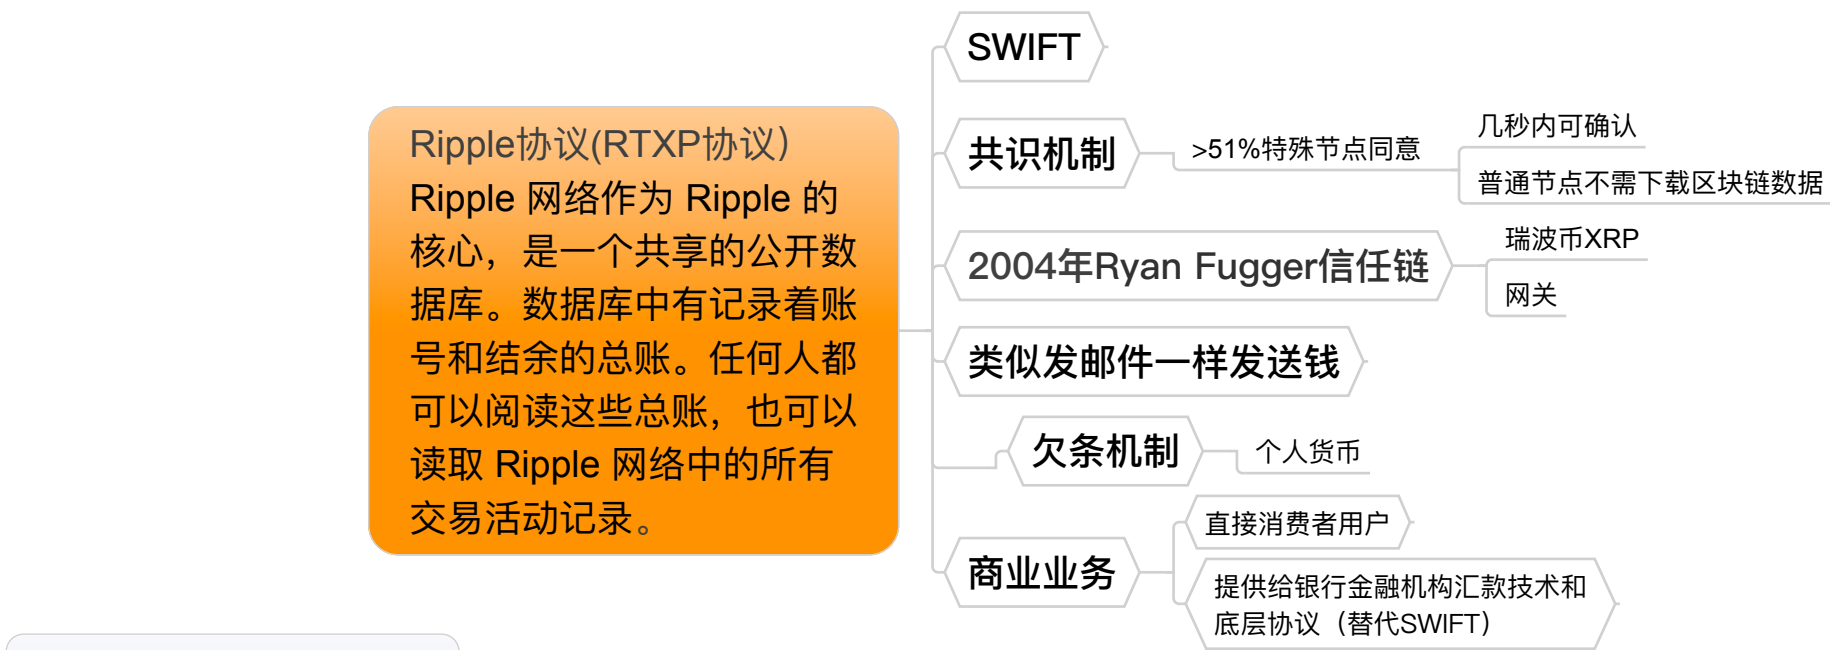 Ripple协议(RTXP协议）
Ripple 网络作为 Ripple 的
核心，是一个共享的公开数
据库。数据库中有记录着账
号和结余的总账。任何人都
可以阅读这些总账，也可以
读取 Ripple 网络中的所有
交易活动记录。
SWIFT
共识机制
>51%特殊节点同意
几秒内可确认
普通节点不需下载区块链数据
2004年Ryan Fugger信任链
瑞波币XRP
网关
类似发邮件一样发送钱
欠条机制
个人货币
商业业务
直接消费者用户
提供给银行金融机构汇款技术和
底层协议（替代SWIFT）